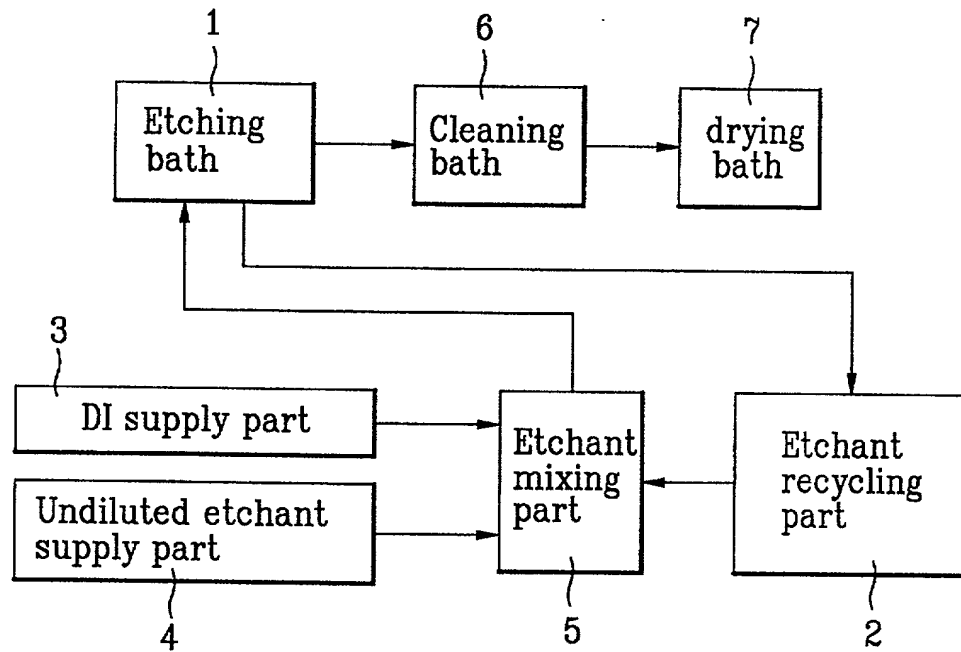 1
6
7
Etching
bath
Cleaning
bath
drying
bath
3
DI supply part
Undiluted etchant
supply part
4
Etchant
mixing
part
5
Etchant
recycling
part
2